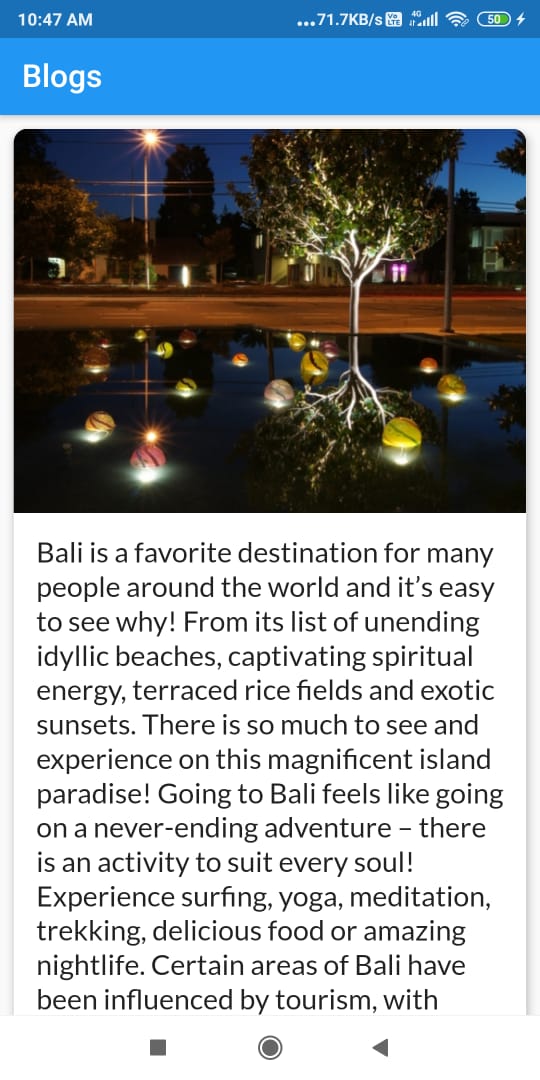 10:47 AM
...71.7KB/s Vo LTE 4G 50
Blogs
Bali is a favorite destination for many
people around the world and it’s easy
to see why! From its list of unending
idyllic beaches, captivating spiritual
energy, terraced rice fields and exotic
sunsets. There is so much to see and
experience on this magnificent island
paradise! Going to Bali feels like going
on a never-ending adventure – there
is an activity to suit every soul!
Experience surfing, yoga, meditation,
trekking, delicious food or amazing
nightlife. Certain areas of Bali have
been influenced by tourism, with